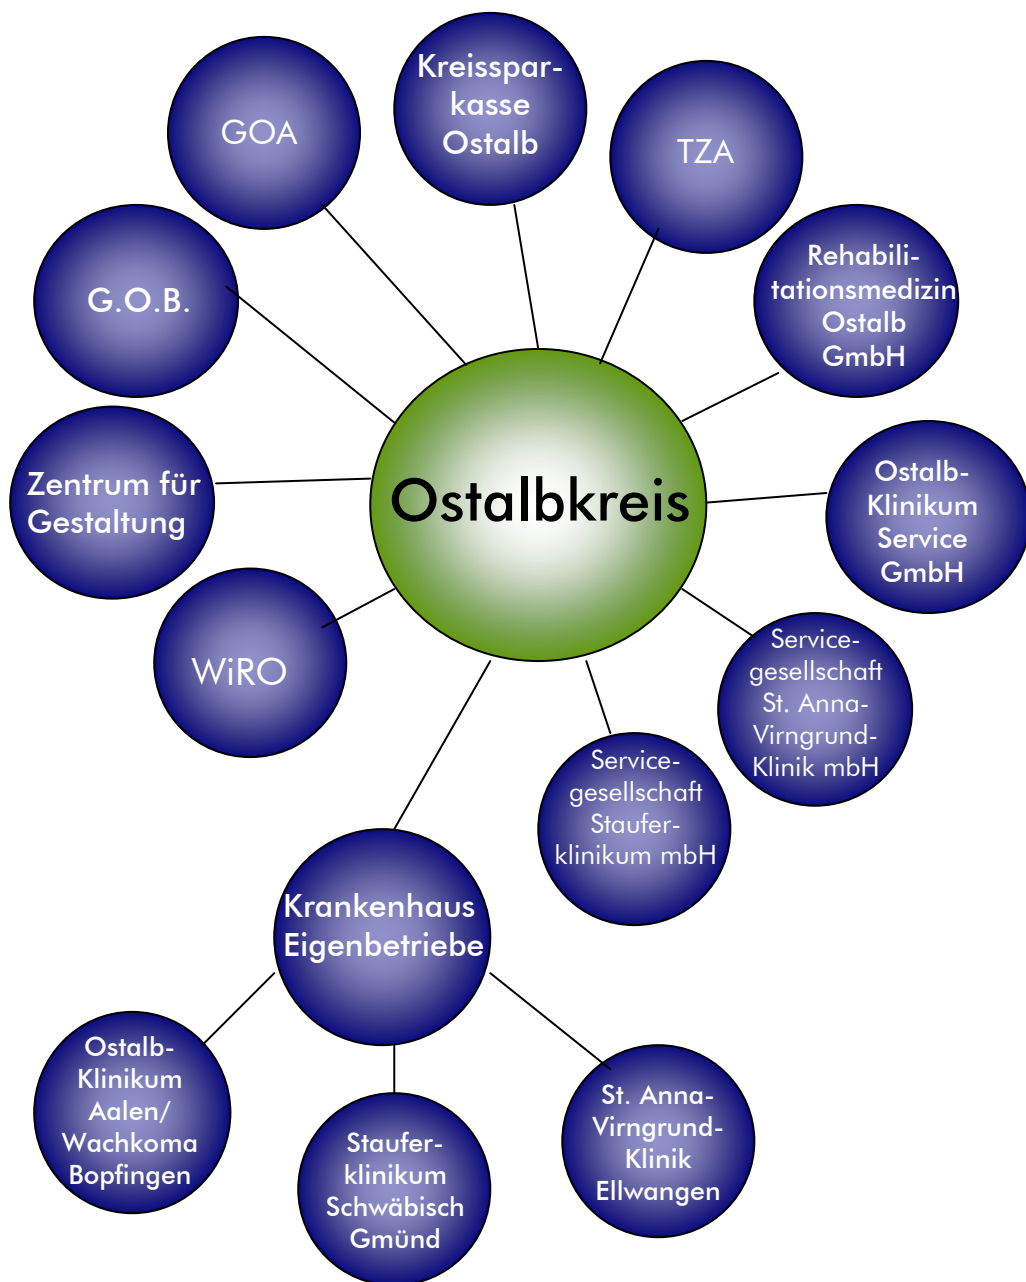 Kreisspar-
kasse
Ostalb
GOA
TZA
G.O.B.
Rehabili-
tationsmedizin
Ostalb
GmbH
Zentrum für
Gestaltung
Ostalbkreis
Ostalb-
Klinikum
Service
GmbH
WiRO
Service-
gesellschaft
St. Anna-
Virngrund-
Klinik mbH
Service-
gesellschaft
Staufer-
klinikum mbH
Krankenhaus
Eigenbetriebe
Ostalb-
Klinikum
Aalen/
Wachkoma
Bopfingen
Staufer-
klinikum
Schwäbisch
Gmünd
St. Anna-
Virngrund-
Klinik
Ellwangen